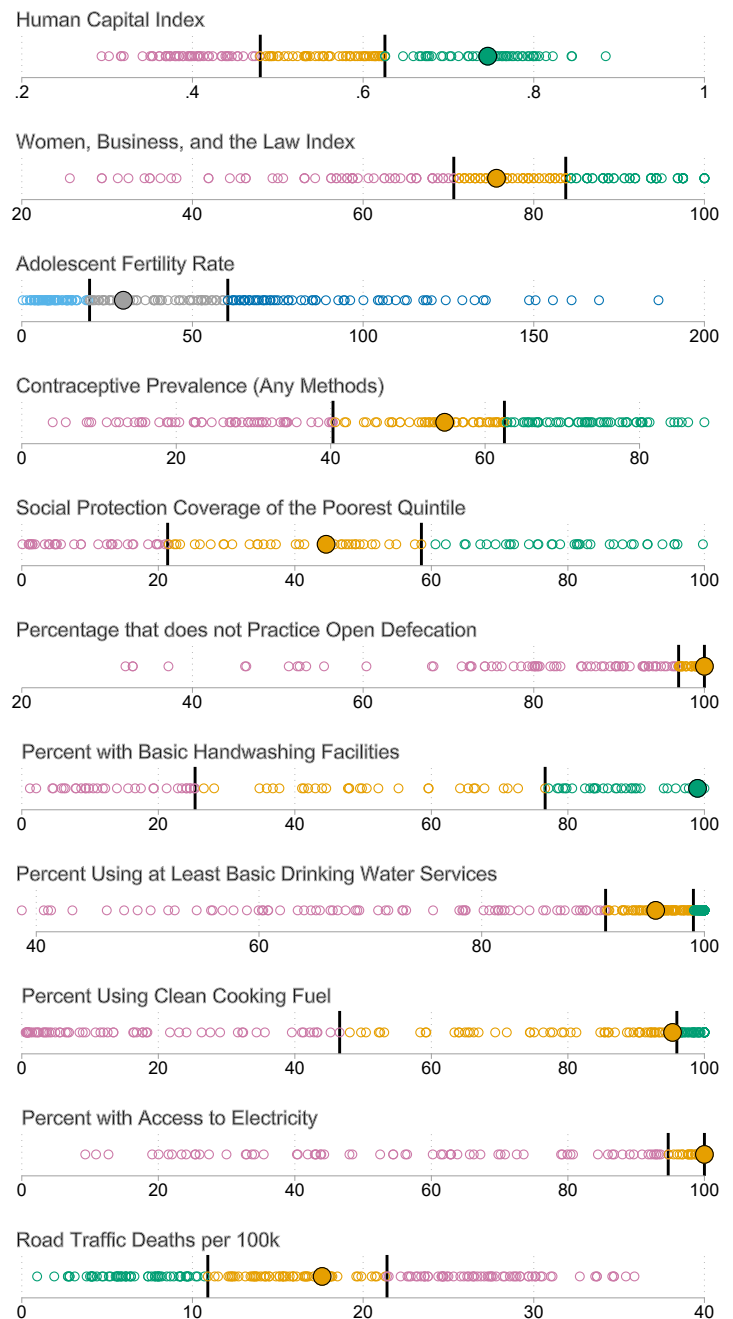 Human Capital Index
.2 .4 .6 .8 1
Women, Business, and the Law Index
20 40 60 80 100
Adolescent Fertility Rate
0 50 100 150 200
Contraceptive Prevalence (Any Methods)
0 20 40 60 80
Social Protection Coverage of the Poorest Quintile
0 20 40 60 80 100
Percentage that does not Practice Open Defecation
20 40 60 80 100
Percent with Basic Handwashing Facilities
0 20 40 60 80 100
Percent Using at Least Basic Drinking Water Services
40 60 80 100
Percent Using Clean Cooking Fuel
0 20 40 60 80 100
Percent with Access to Electricity
0 20 40 60 80 100
Road Traffic Deaths per 100k
0 10 20 30 40